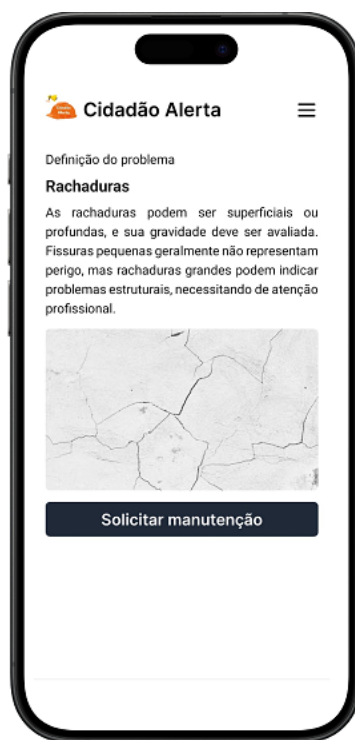 Cidadão Alerta
Definição do problema
Rachaduras
As rachaduras podem ser superficiais ou
profundas, e sua gravidade deve ser avaliada.
Fissuras pequenas geralmente não representam
perigo, mas rachaduras grandes podem indicar
problemas estruturais, necessitando de atenção
profissional.
Solicitar manutenção